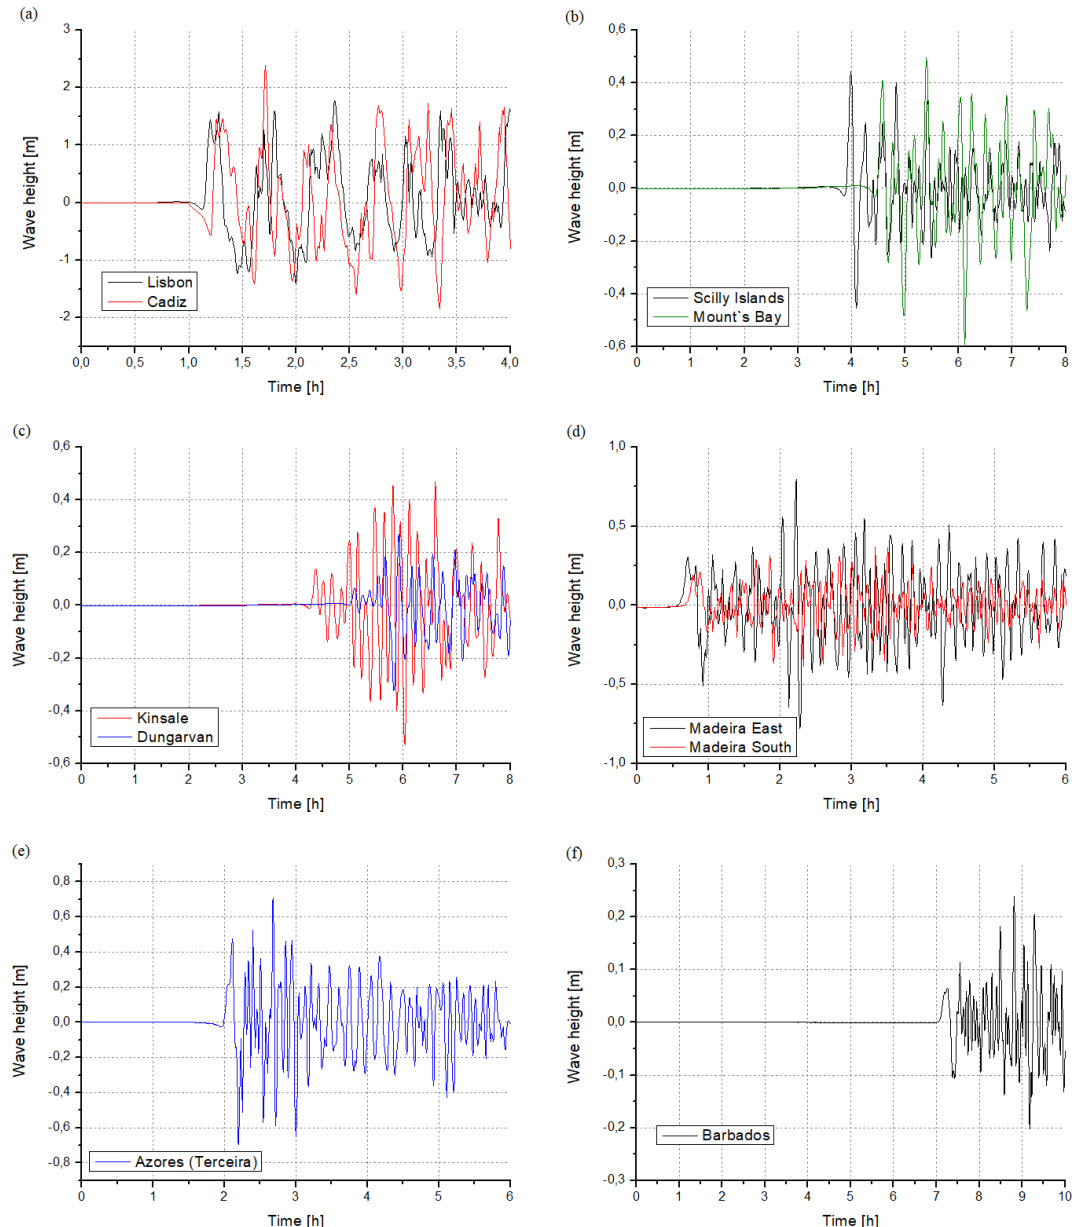 (a)
3
2
1
0
-1
-2
Wave height [m]
Lisbon
Cadiz
0,0 0,5 1,0 1,5 2,0 2,5 3,0 3,5 4,0
Time [h]
(b)
0,6
0,4
0,2
0,0
-0,2
-0,4
-0,6
Wave height [m]
Scilly Islands
Mount`s Bay
0 1 2 3 4 5 6 7 8
Time [h]
(c)
0,6
0,4
0,2
0,0
-0,2
-0,4
-0,6
Wave height [m]
Kinsale
Dungarvan
0 1 2 3 4 5 6 7 8
Time [h]
(d)
1,0
0,5
0,0
-0,5
-1,0
Wave height [m]
Madeira East
Madeira South
0 1 2 3 4 5 6
Time [h]
(e)
0,8
0,6
0,4
0,2
0,0
-0,2
-0,4
-0,6
-0,8
Wave height [m]
Azores (Terceira)
0 1 2 3 4 5 6
Time [h]
(f)
0,3
0,2
0,1
0,0
-0,1
-0,2
-0,3
Wave height [m]
Barbados
0 1 2 3 4 5 6 7 8 9 10
Time [h]